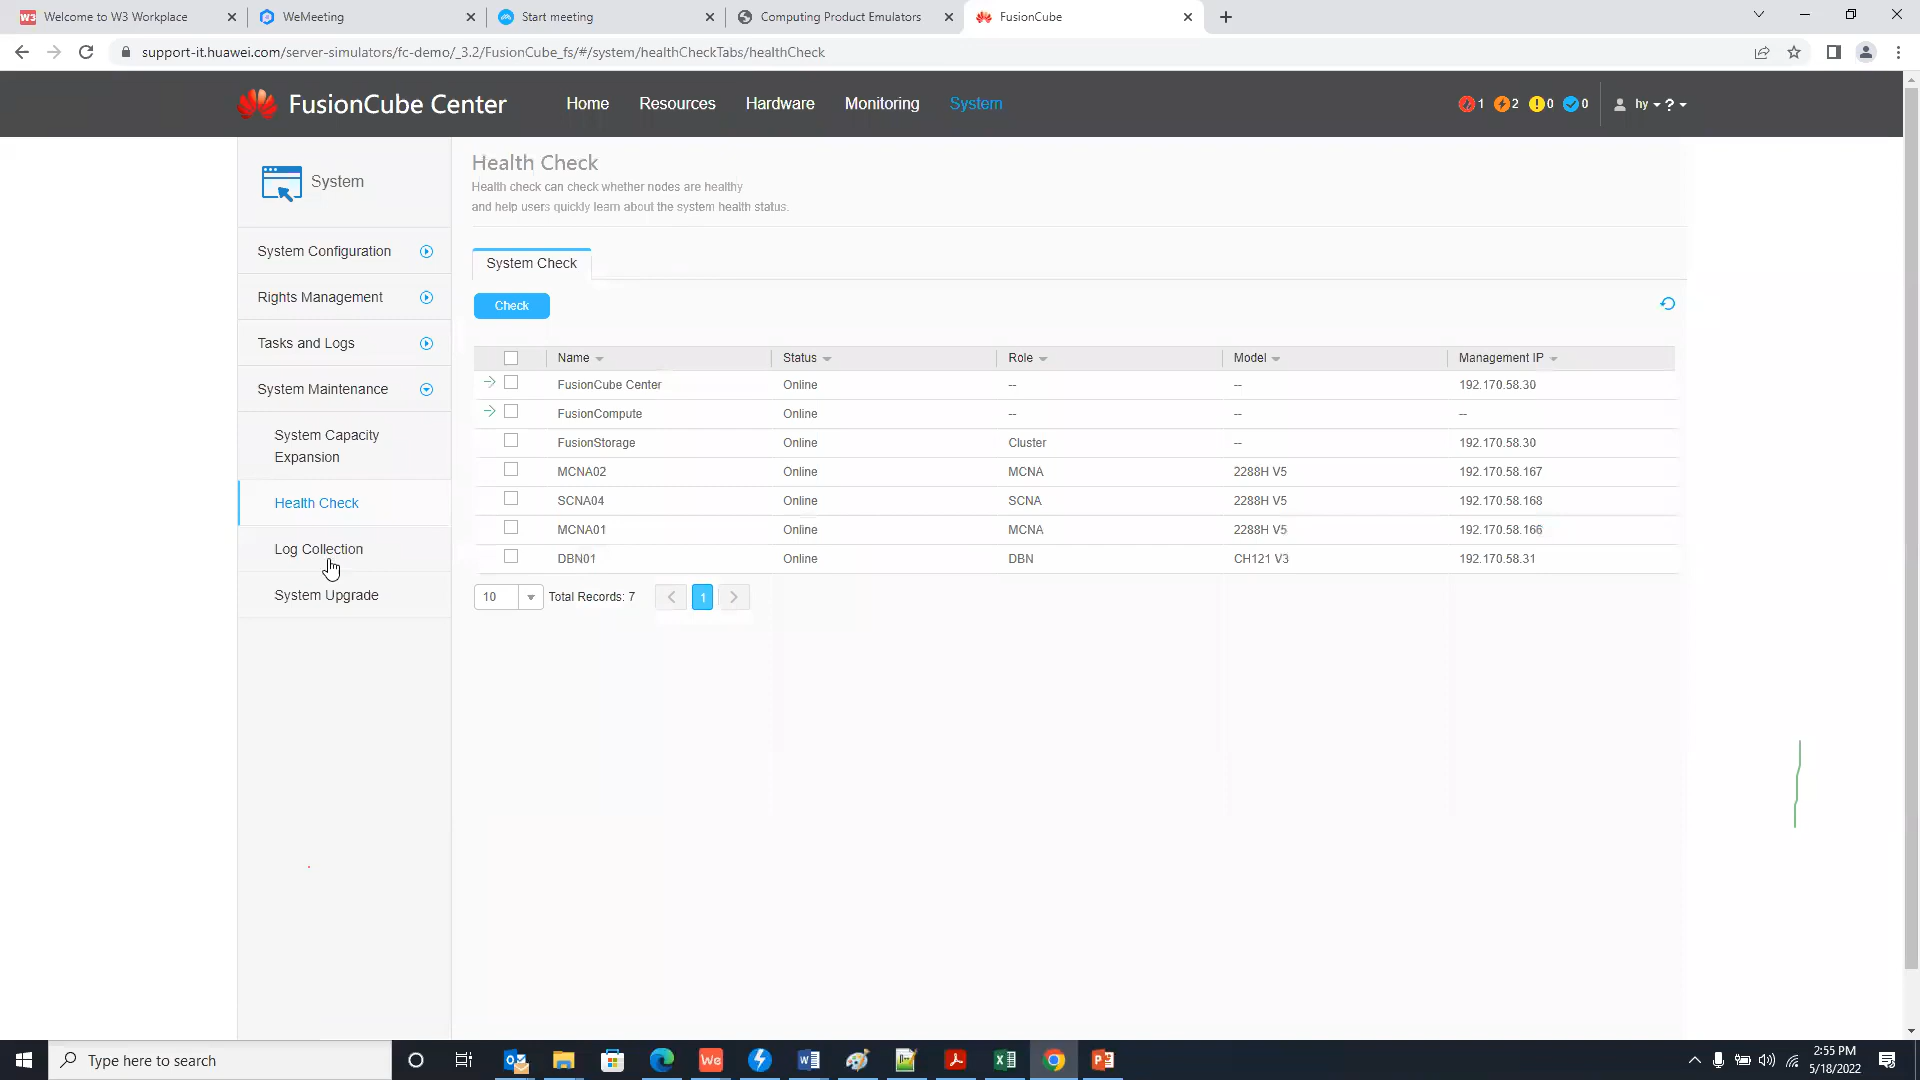 Welcome to W3 Workplace
WeMeeting
Start meeting
Computing Product Emulators
FusionCube
support-it.huawei.com/server-simulators/fc-demo/_3.2/FusionCube_fs/#/system/healthCheckTabs/healthCheck
FusionCube Center
Home Resources Hardware Monitoring System
1 2 0 0 hy ?
System
System Configuration
Rights Management
Tasks and Logs
System Maintenance
System Capacity
Expansion
Health Check
Log Collection
System Upgrade
Health Check
Health check can check whether nodes are healthy
and help users quickly learn about the system health status.
System Check
Check
Name Status Role Model Management IP
FusionCube Center Online -- -- 192.170.58.30
FusionCompute Online -- -- --
FusionStorage Online Cluster -- 192.170.58.30
MCNA02 Online MCNA 2288H V5 192.170.58.167
SCNA04 Online SCNA 2288H V5 192.170.58.168
MCNA01 Online MCNA 2288H V5 192.170.58.166
DBN01 Online DBN CH121 V3 192.170.58.31
10 Total Records: 7 1
Type here to search
2:55 PM
5/18/2022